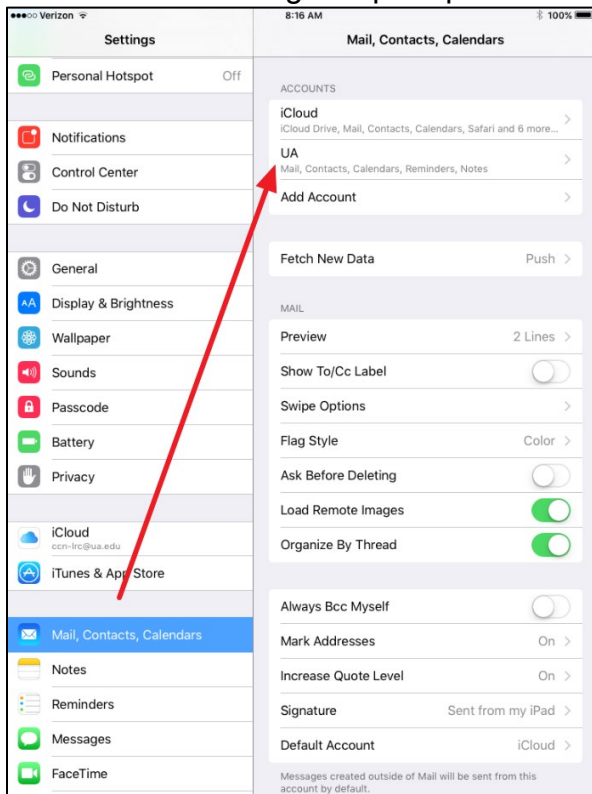 Verizon
8:16 AM
100%
Settings
Mail, Contacts, Calendars
Personal Hotspot Off
Notifications
Control Center
Do Not Disturb
General
Display & Brightness
Wallpaper
Sounds
Passcode
Battery
Privacy
iCloud
ccn-lrc@ua.edu
iTunes & App Store
Mail, Contacts, Calendars
Notes
Reminders
Messages
FaceTime
ACCOUNTS
iCloud
iCloud Drive, Mail, Contacts, Calendars, Safari and 6 more...
UA
Mail, Contacts, Calendars, Reminders, Notes
Add Account
Fetch New Data Push
MAIL
Preview 2 Lines
Show To/Cc Label
Swipe Options
Flag Style Color
Ask Before Deleting
Load Remote Images
Organize By Thread
Always Bcc Myself
Mark Addresses On
Increase Quote Level On
Signature Sent from my iPad
Default Account iCloud
Messages created outside of Mail will be sent from this
account by default.